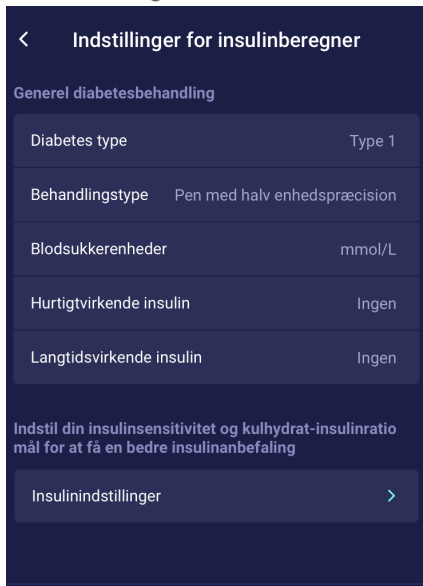 Indstillinger for insulinberegner
Generel diabetesbehandling
Diabetes type Type 1
Behandlingstype Pen med halv enhedspræcision
Blodsukkerenheder mmol/L
Hurtigtvirkende insulin Ingen
Langtidsvirkende insulin Ingen
Indstil din insulinsensitivitet og kulhydrat-insulinratio
mål for at få en bedre insulinanbefaling
Insulinindstillinger